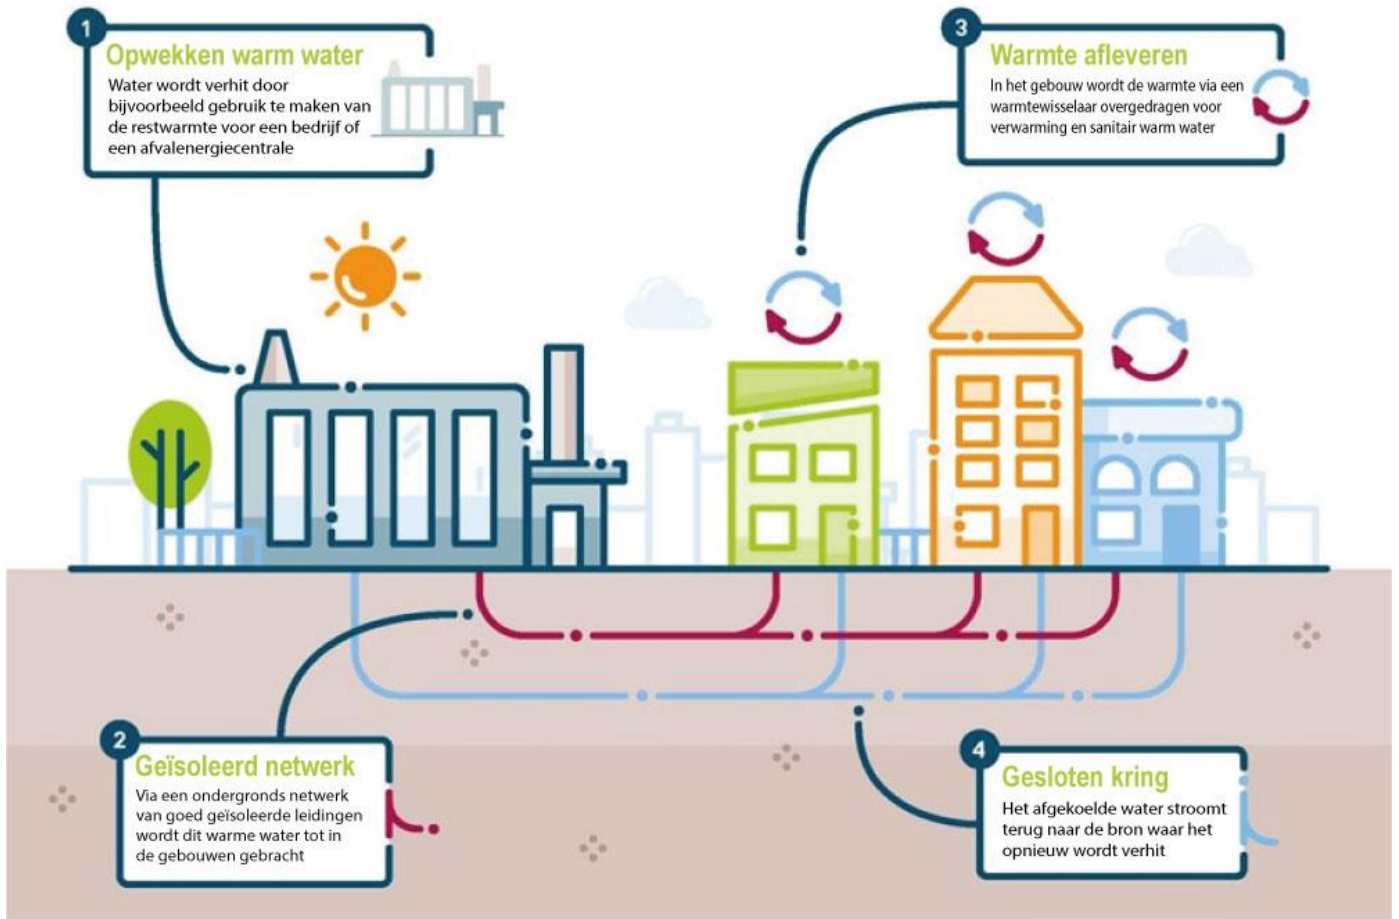 1
Opwekken warm water
Water wordt verhit door
bijvoorbeeld gebruik te maken van
de restwarmte voor een bedrijf of
een afvalenergiecentrale
3
Warmte afleveren
In het gebouw wordt de warmte via een
warmtewisselaar overgedragen voor
verwarming en sanitair warm water
2
Geïsoleerd netwerk
Via een ondergronds netwerk
van goed geïsoleerde leidingen
wordt dit warme water tot in
de gebouwen gebracht
4
Gesloten kring
Het afgekoelde water stroomt
terug naar de bron waar het
opnieuw wordt verhit